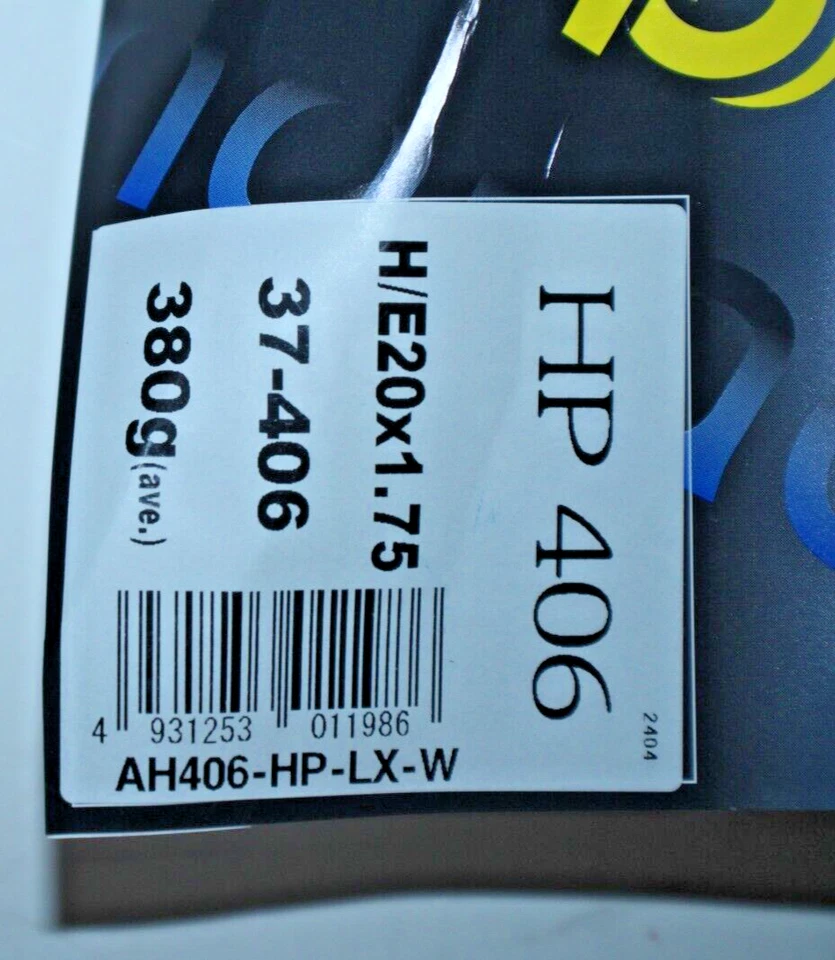 HP 406
H/E20x1.75
37-406
380g(ave.)
4 931253 011986
AH406-HP-LX-W
2404